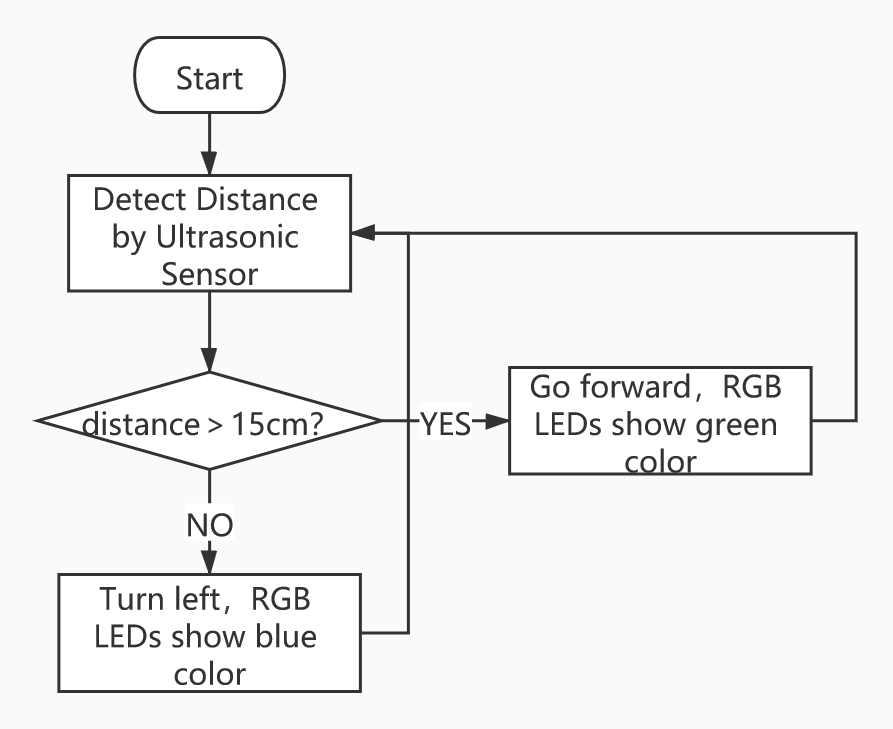 Start
Detect Distance
by Ultrasonic
Sensor
distance > 15cm?
YES
Go forward，RGB
LEDs show green
color
NO
Turn left，RGB
LEDs show blue
color